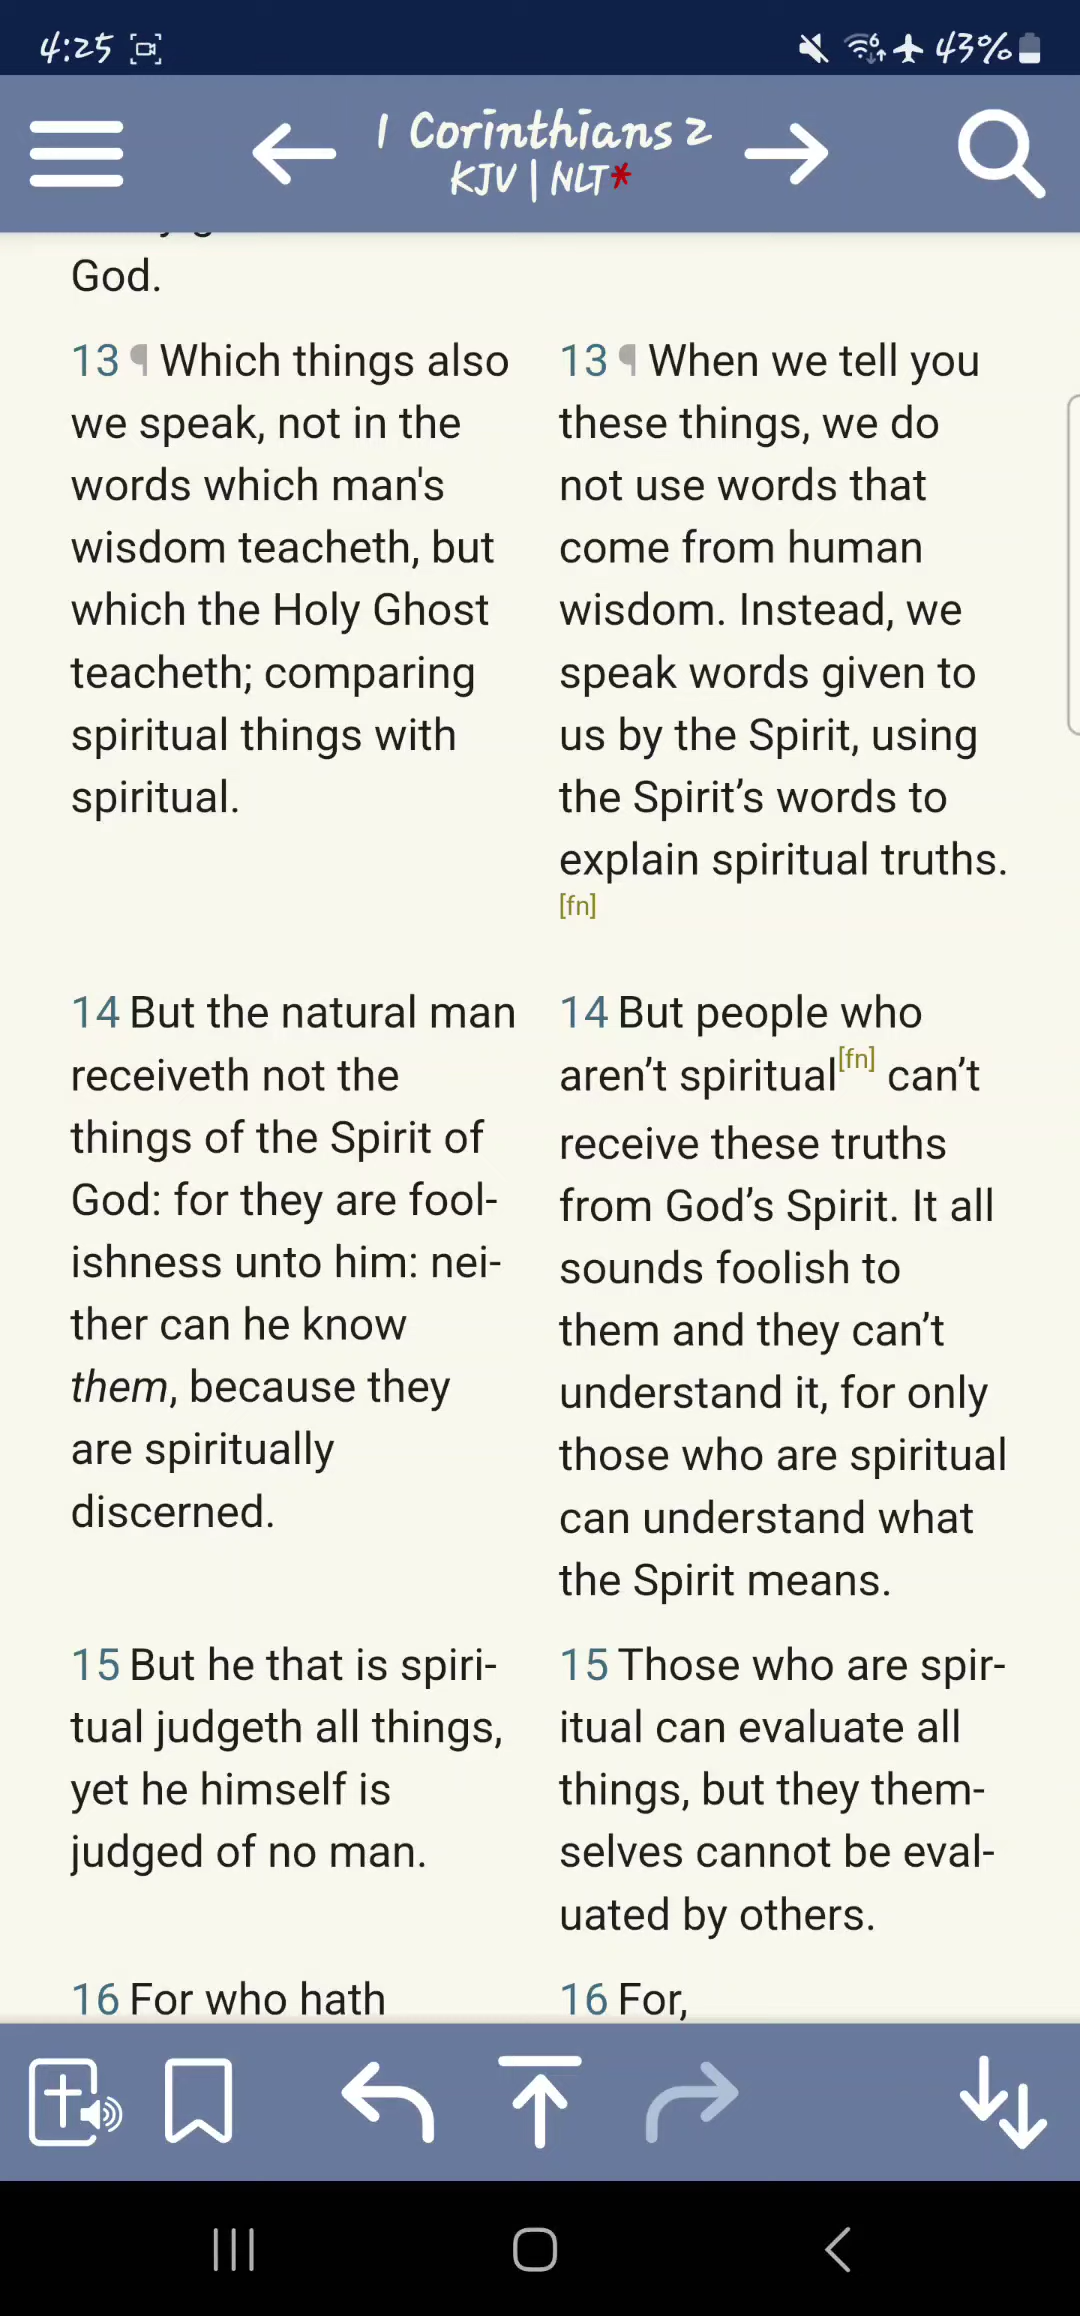 4:25
6 43%
1 Corinthians 2
KJV | NLT*
God.
13 ¶ Which things also
we speak, not in the
words which man's
wisdom teacheth, but
which the Holy Ghost
teacheth; comparing
spiritual things with
spiritual.
13 ¶ When we tell you
these things, we do
not use words that
come from human
wisdom. Instead, we
speak words given to
us by the Spirit, using
the Spirit’s words to
explain spiritual truths.
[fn]
14 But the natural man
receiveth not the
things of the Spirit of
God: for they are fool-
ishness unto him: nei-
ther can he know
them, because they
are spiritually
discerned.
14 But people who
aren’t spiritual[fn] can’t
receive these truths
from God’s Spirit. It all
sounds foolish to
them and they can’t
understand it, for only
those who are spiritual
can understand what
the Spirit means.
15 But he that is spiri-
tual judgeth all things,
yet he himself is
judged of no man.
15 Those who are spir-
itual can evaluate all
things, but they them-
selves cannot be eval-
uated by others.
16 For who hath
16 For,